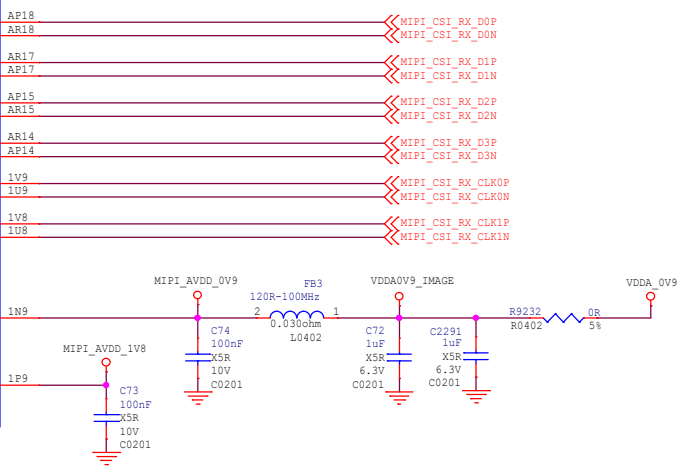 AP18 MIPI_CSI_RX_D0P
AR18 MIPI_CSI_RX_D0N
AR17 MIPI_CSI_RX_D1P
AP17 MIPI_CSI_RX_D1N
AP15 MIPI_CSI_RX_D2P
AR15 MIPI_CSI_RX_D2N
AR14 MIPI_CSI_RX_D3P
AP14 MIPI_CSI_RX_D3N
1V9 MIPI_CSI_RX_CLK0P
1U9 MIPI_CSI_RX_CLK0N
1V8 MIPI_CSI_RX_CLK1P
1U8 MIPI_CSI_RX_CLK1N
MIPI_AVDD_0V9 FB3 VDDA0V9_IMAGE VDDA_0V9
120R-100MHz
1N9 2 1 R9232 0R
0.030ohm R0402 5%
L0402
C74 C72 C2291
100nF 1uF 1uF
X5R X5R X5R
10V 6.3V 6.3V
C0201 C0201 C0201
MIPI_AVDD_1V8
1P9
C73
100nF
X5R
10V
C0201